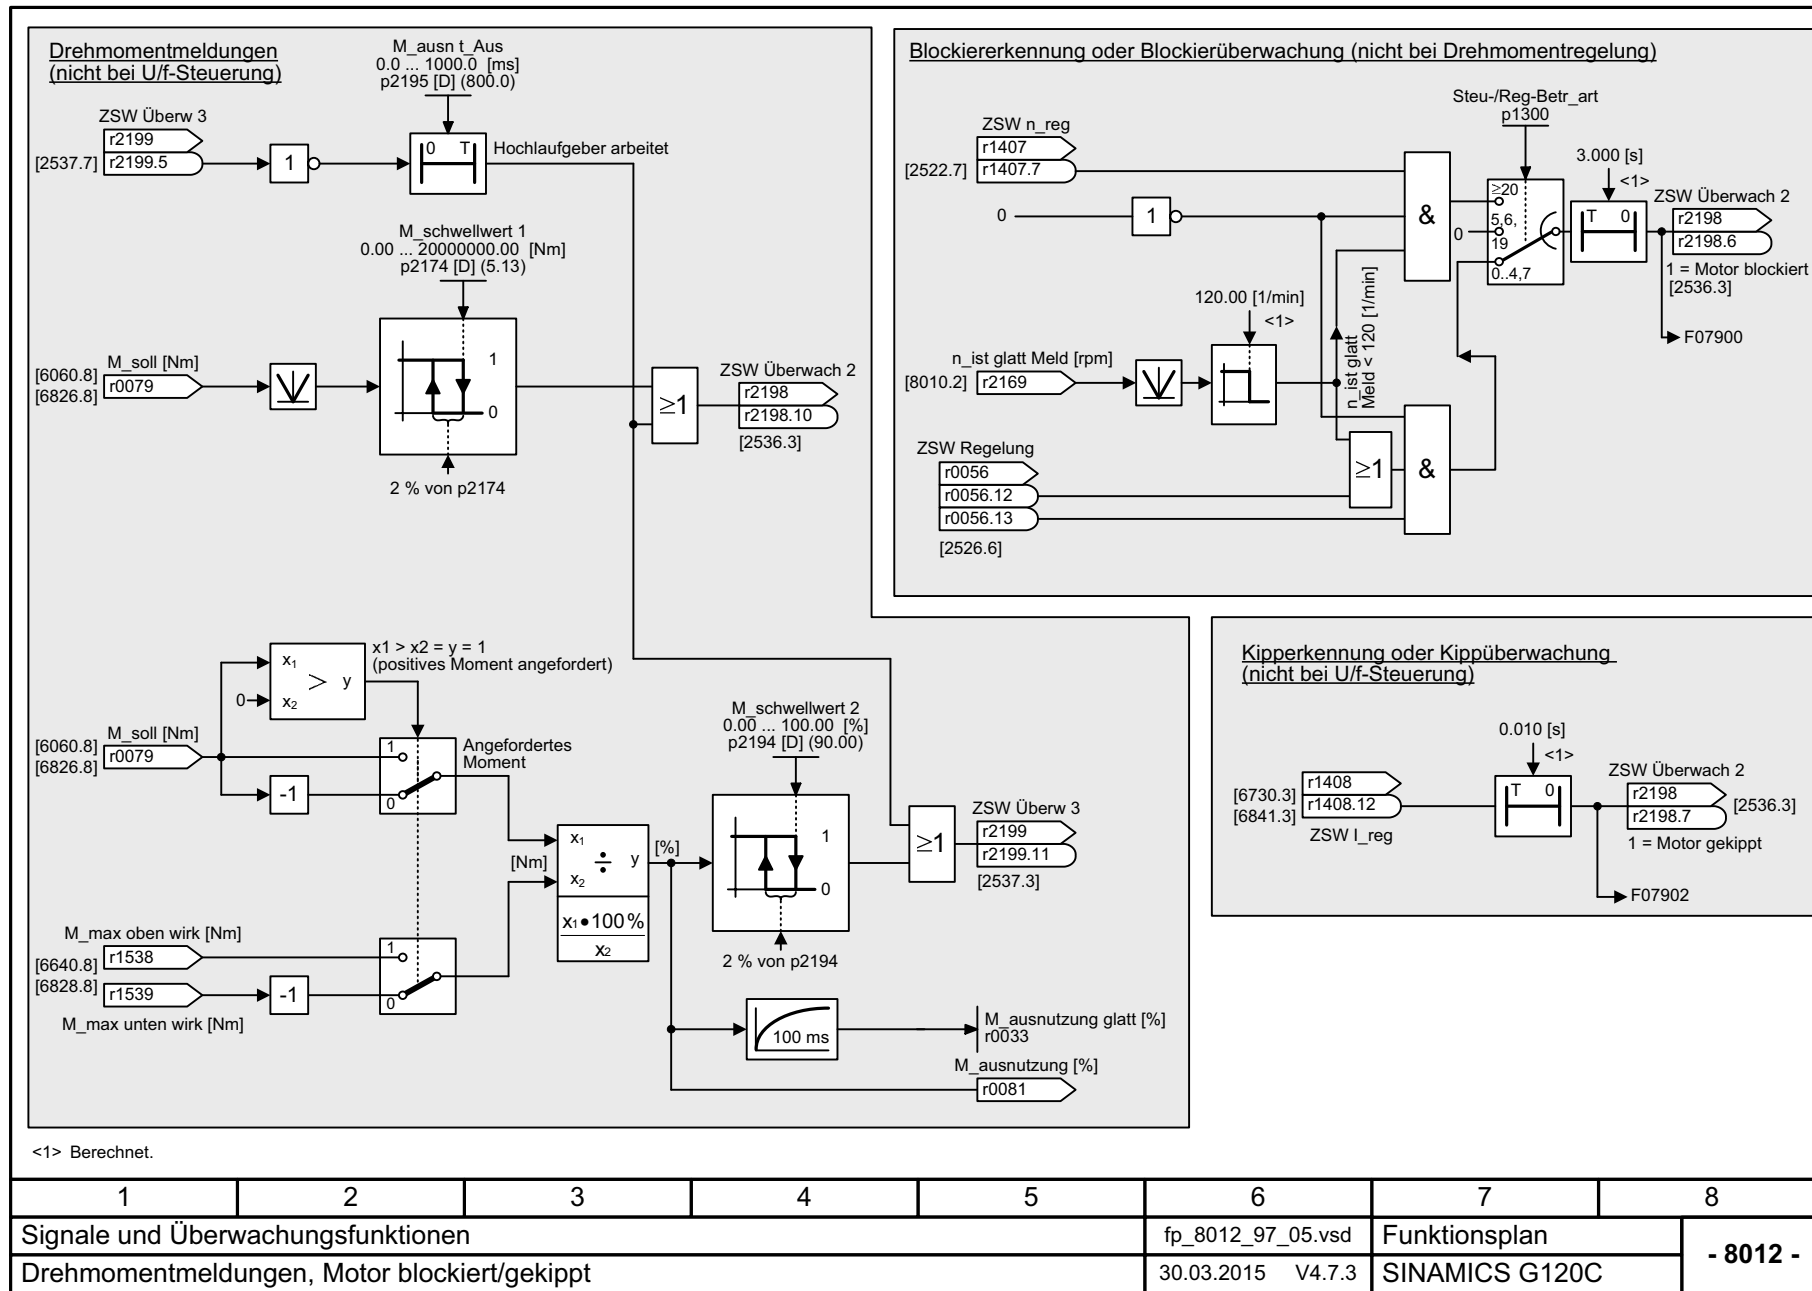 Drehmomentmeldungen
(nicht bei U/f-Steuerung)
M_ausn t_Aus
0.0 ... 1000.0 [ms]
p2195 [D] (800.0)
ZSW Überw 3
r2199
[2537.7]
r2199.5
1
0 T
Hochlaufgeber arbeitet
M_schwellwert 1
0.00 ... 20000000.00 [Nm]
p2174 [D] (5.13)
[6060.8]
[6826.8]
M_soll [Nm]
r0079
1
0
2 % von p2174
≥1
ZSW Überwach 2
r2198
r2198.10
[2536.3]
x1 > x2 = y = 1
(positives Moment angefordert)
x1
> y
0
x2
[6060.8]
[6826.8]
M_soll [Nm]
r0079
-1
1
0
Angefordertes
Moment
M_max oben wirk [Nm]
r1538
[6640.8]
[6828.8]
r1539
M_max unten wirk [Nm]
-1
1
0
[Nm]
x1
÷ y
x2
x1•100%
x2
[%]
M_schwellwert 2
0.00 ... 100.00 [%]
p2194 [D] (90.00)
1
0
2 % von p2194
≥1
ZSW Überw 3
r2199
r2199.11
[2537.3]
100 ms
M_ausnutzung glatt [%]
r0033
M_ausnutzung [%]
r0081
Blockiererkennung oder Blockierüberwachung (nicht bei Drehmomentregelung)
ZSW n_reg
r1407
[2522.7]
r1407.7
0
1
&
Steu-/Reg-Betr_art
p1300
≥20
5,6,
19
0
0..4,7
3.000 [s]
<1>
T 0
ZSW Überwach 2
r2198
r2198.6
1 = Motor blockiert
[2536.3]
F07900
120.00 [1/min]
<1>
n_ist glatt Meld [rpm]
[8010.2]
r2169
n_ist glatt
Meld < 120 [1/min]
ZSW Regelung
r0056
r0056.12
r0056.13
[2526.6]
≥1
&
Kipperkennung oder Kippüberwachung
(nicht bei U/f-Steuerung)
0.010 [s]
<1>
[6730.3]
[6841.3]
r1408
r1408.12
ZSW I_reg
T 0
ZSW Überwach 2
r2198
r2198.7
[2536.3]
1 = Motor gekippt
F07902
<1> Berechnet.
1 2 3 4 5 6 7 8
Signale und Überwachungsfunktionen
fp_8012_97_05.vsd
Funktionsplan
- 8012 -
Drehmomentmeldungen, Motor blockiert/gekippt
30.03.2015 V4.7.3
SINAMICS G120C